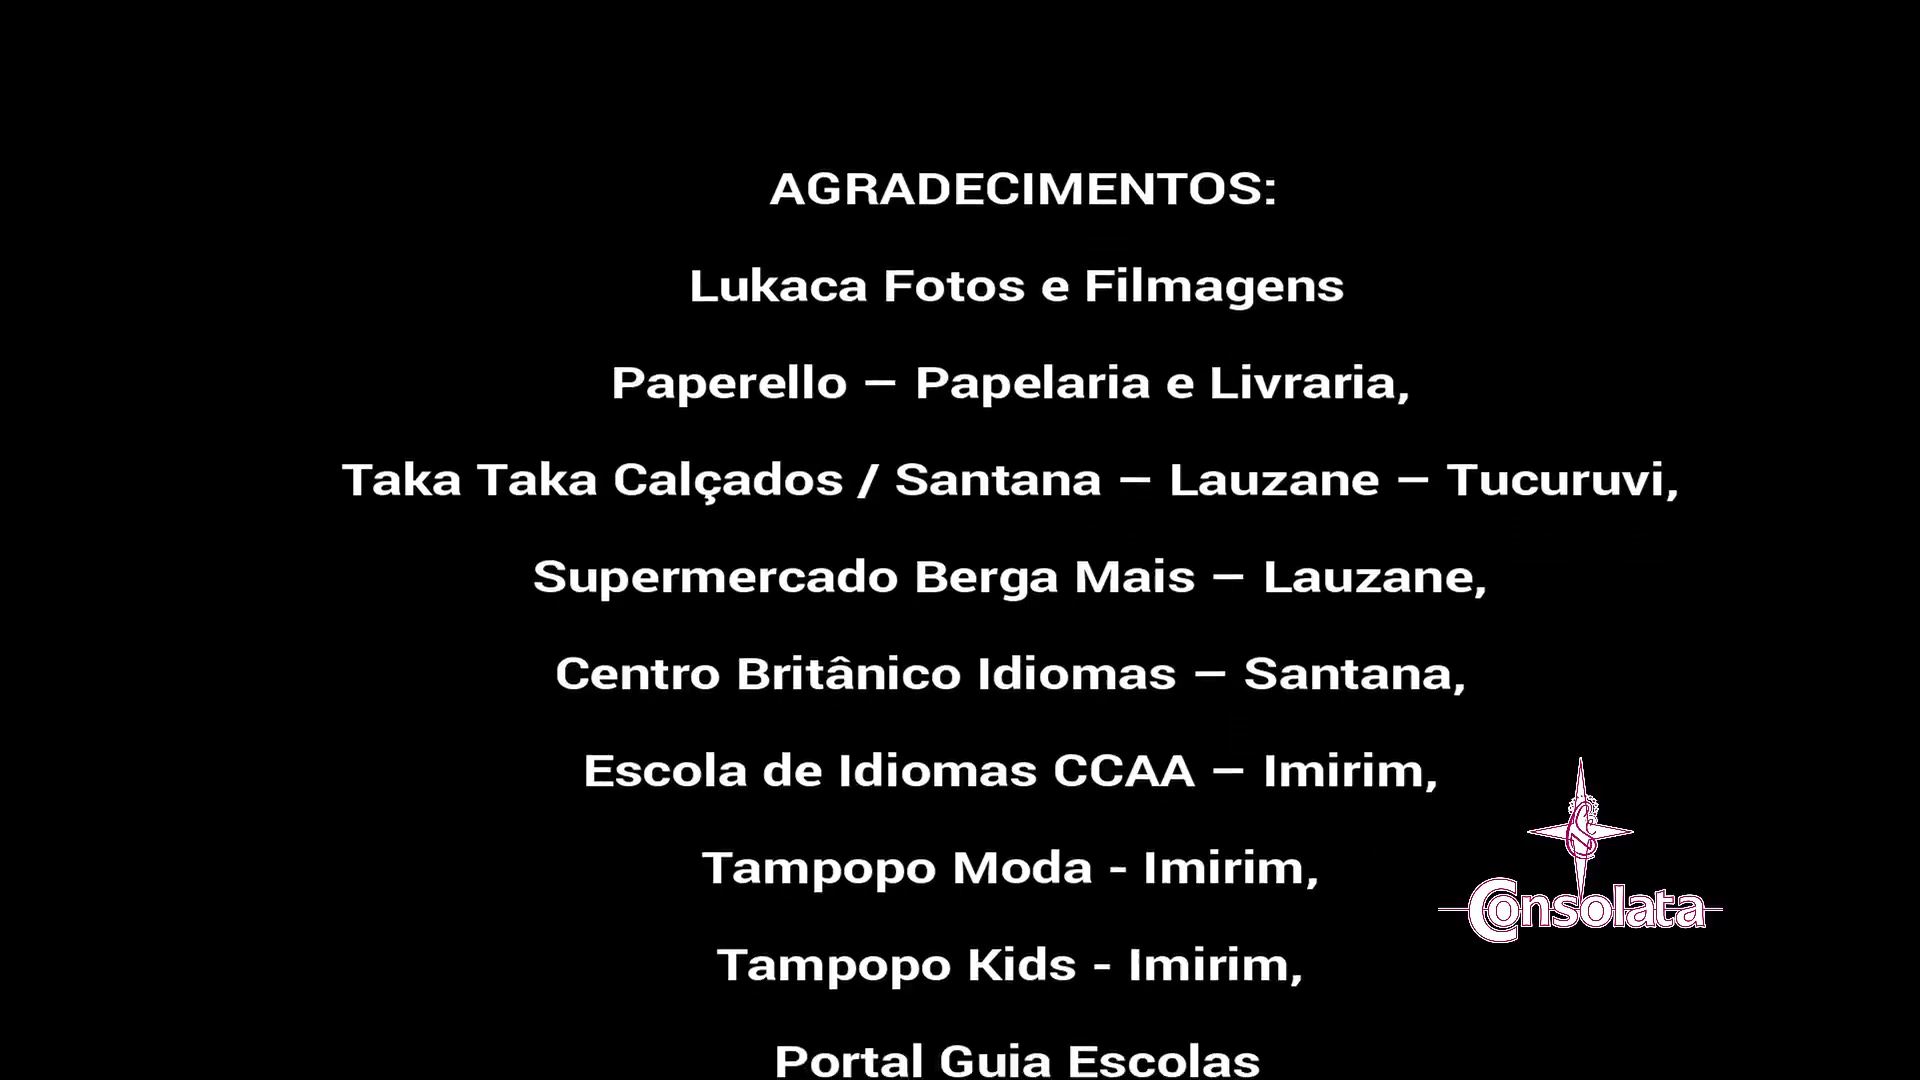 AGRADECIMENTOS:
Lukaca Fotos e Filmagens
Paperello – Papelaria e Livraria,
Taka Taka Calçados / Santana – Lauzane – Tucuruvi,
Supermercado Berga Mais – Lauzane,
Centro Britânico Idiomas – Santana,
Escola de Idiomas CCAA – Imirim,
Tampopo Moda - Imirim,
Consolata
Tampopo Kids - Imirim,
Portal Guia Escolas